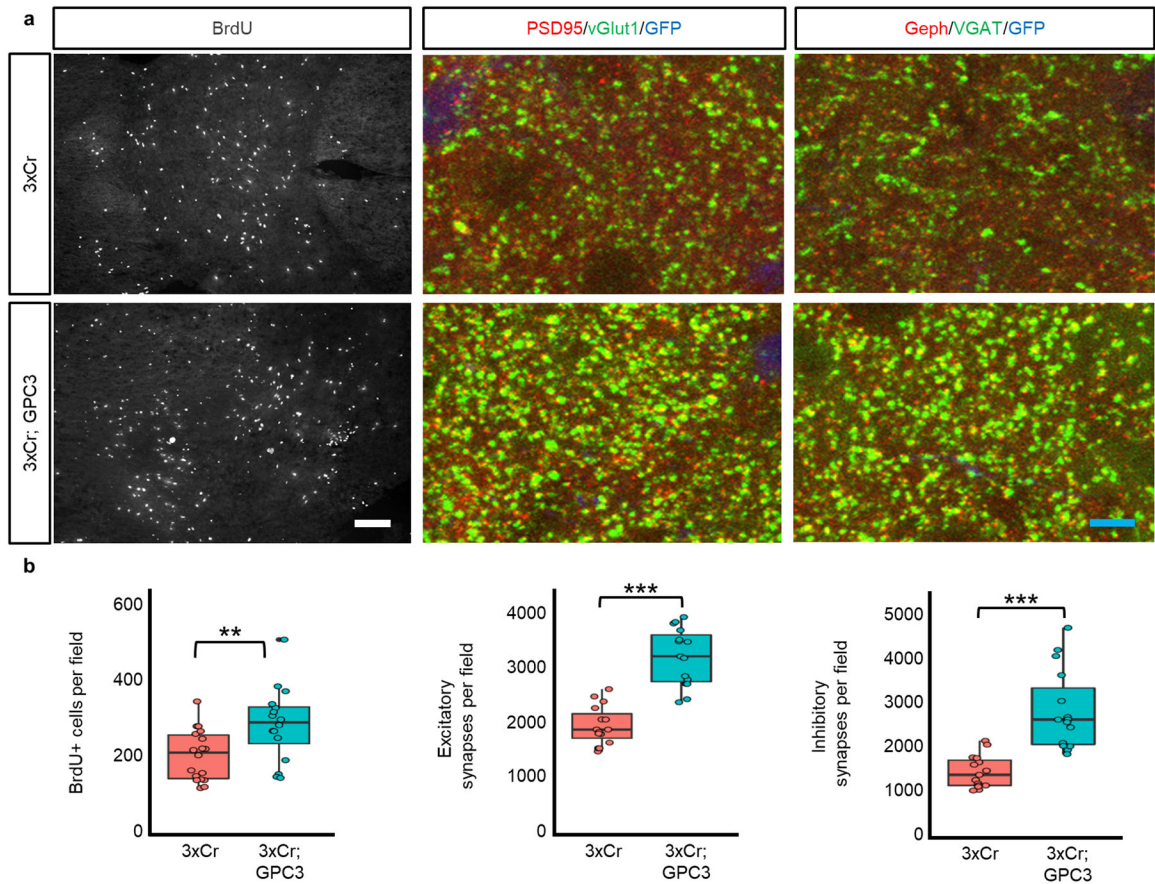 a
BrdU
PSD95/vGlut1/GFP
Geph/VGAT/GFP
3xCr
3xCr; GPC3
b
BrdU+ cells per field
600
400
200
0
**
3xCr
3xCr;
GPC3
Excitatory
synapses per field
4000
3000
2000
1000
0
***
3xCr
3xCr;
GPC3
Inhibitory
synapses per field
5000
4000
3000
2000
1000
0
***
3xCr
3xCr;
GPC3